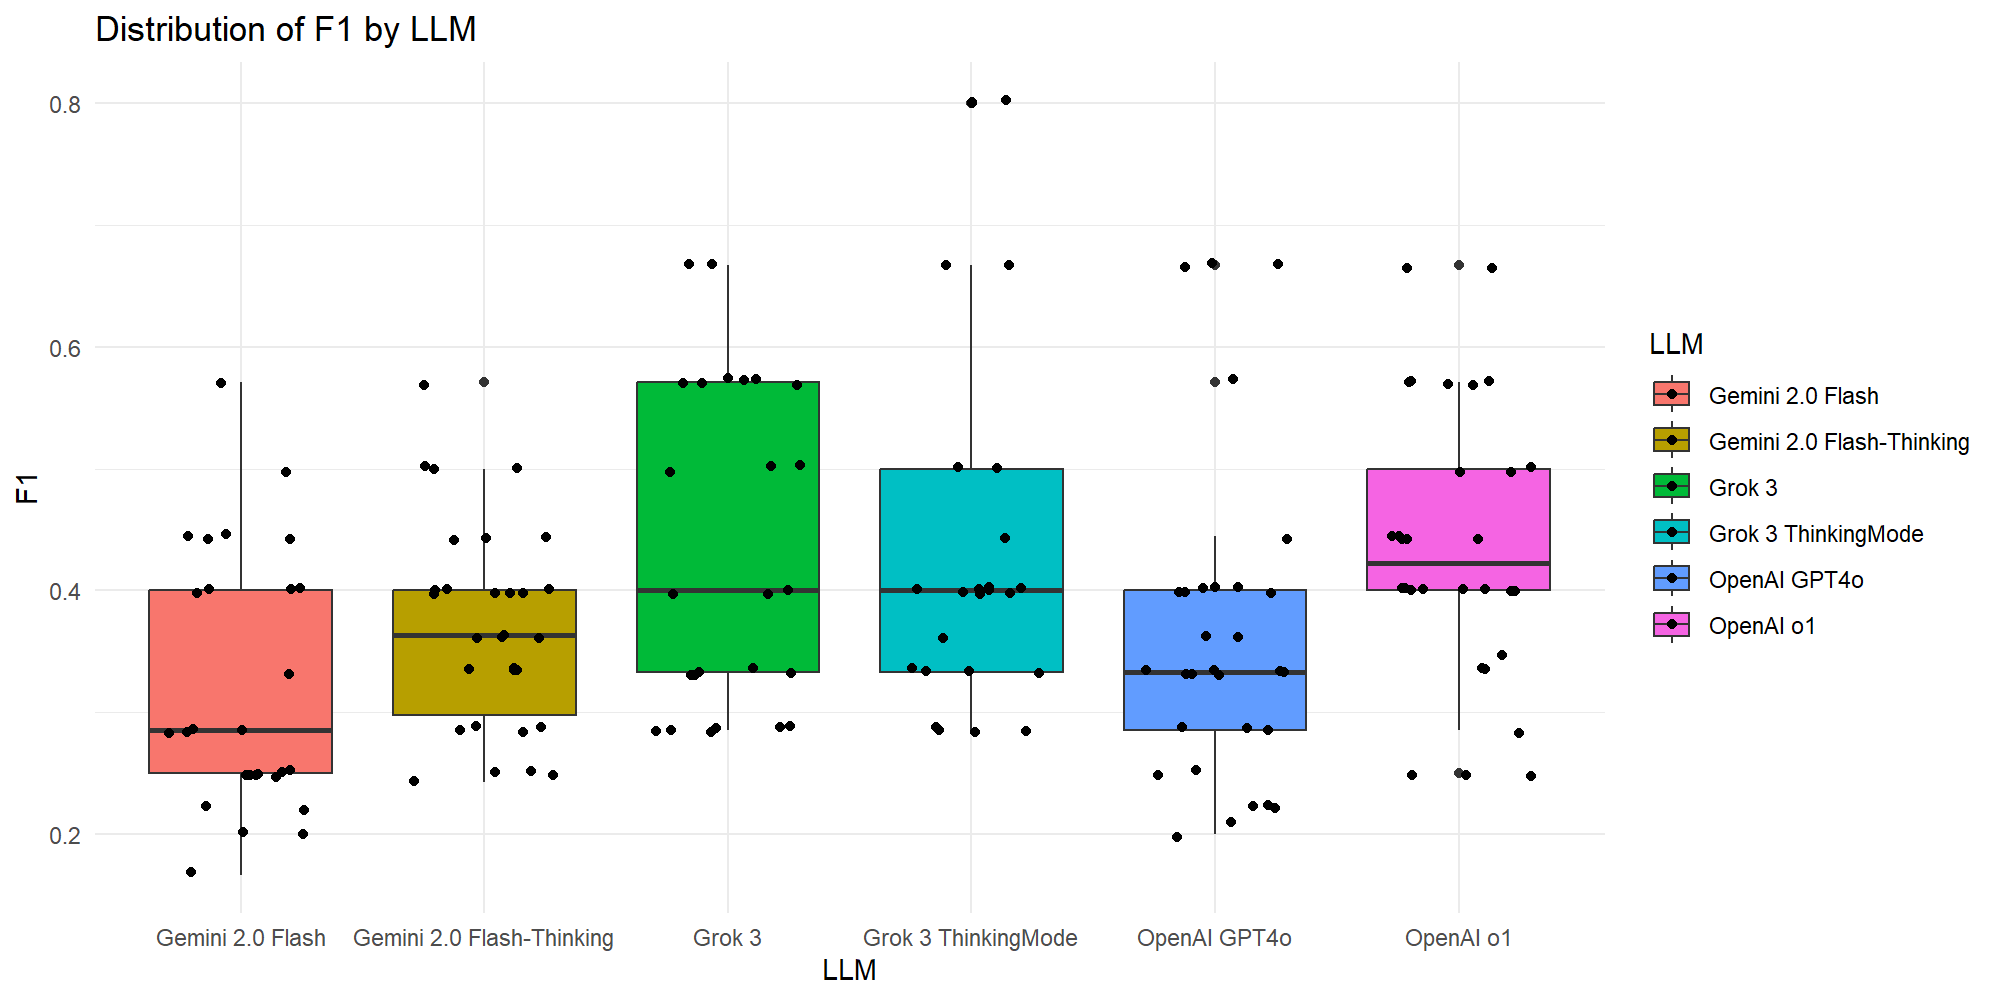 Distribution of F1 by LLM
0.8
0.6
0.4
0.2
F1
Gemini 2.0 Flash
Gemini 2.0 Flash-Thinking
Grok 3
Grok 3 ThinkingMode
OpenAI GPT4o
OpenAI o1
LLM
LLM
Gemini 2.0 Flash
Gemini 2.0 Flash-Thinking
Grok 3
Grok 3 ThinkingMode
OpenAI GPT4o
OpenAI o1